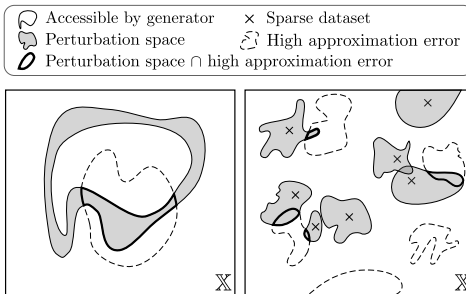 Accessible by generator
× Sparse dataset
Perturbation space
High approximation error
Perturbation space ∩ high approximation error
𝕏
𝕏